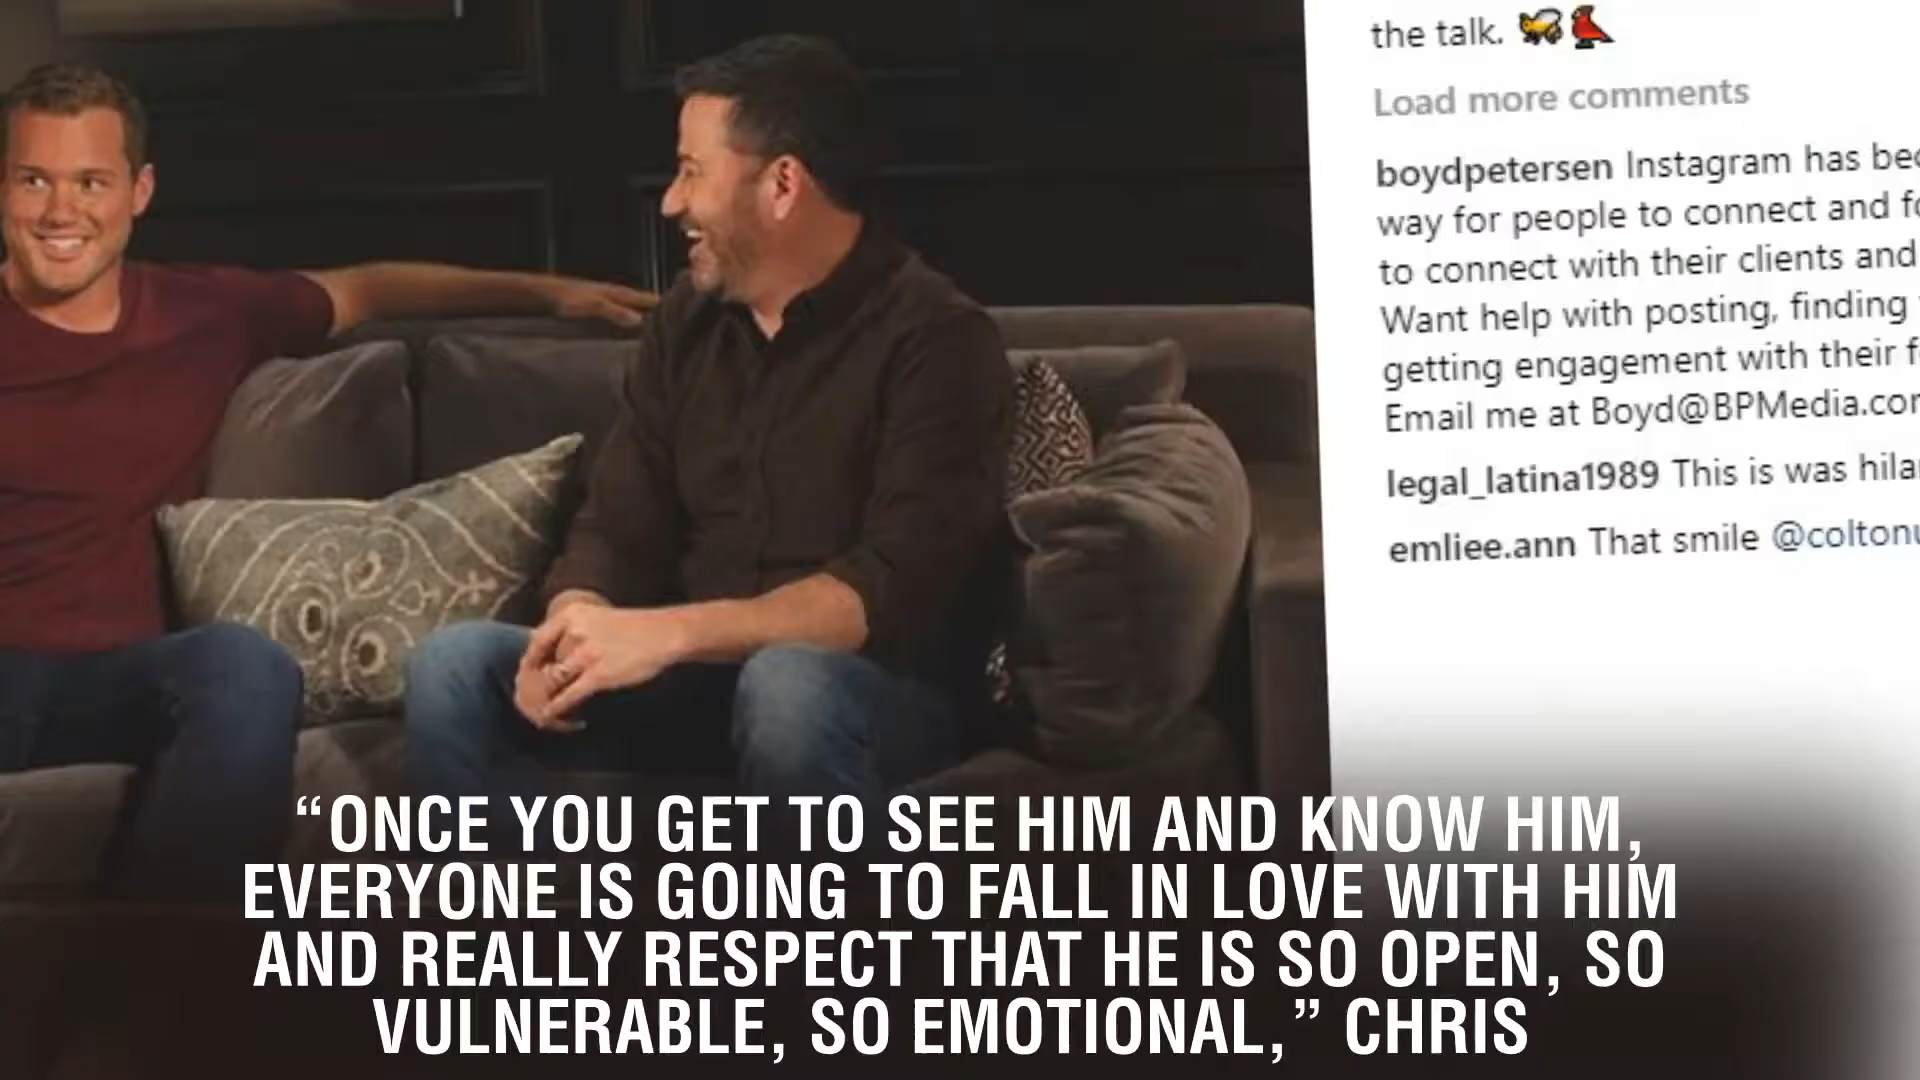 the talk.
Load more comments
boydpetersen Instagram has bec
way for people to connect and fo
to connect with their clients and
Want help with posting, finding
getting engagement with their f
Email me at Boyd@BPMedia.cor
legal_latina1989 This is was hila
emliee.ann That smile @coltonu
“ONCE YOU GET TO SEE HIM AND KNOW HIM,
EVERYONE IS GOING TO FALL IN LOVE WITH HIM
AND REALLY RESPECT THAT HE IS SO OPEN, SO
VULNERABLE, SO EMOTIONAL,” CHRIS